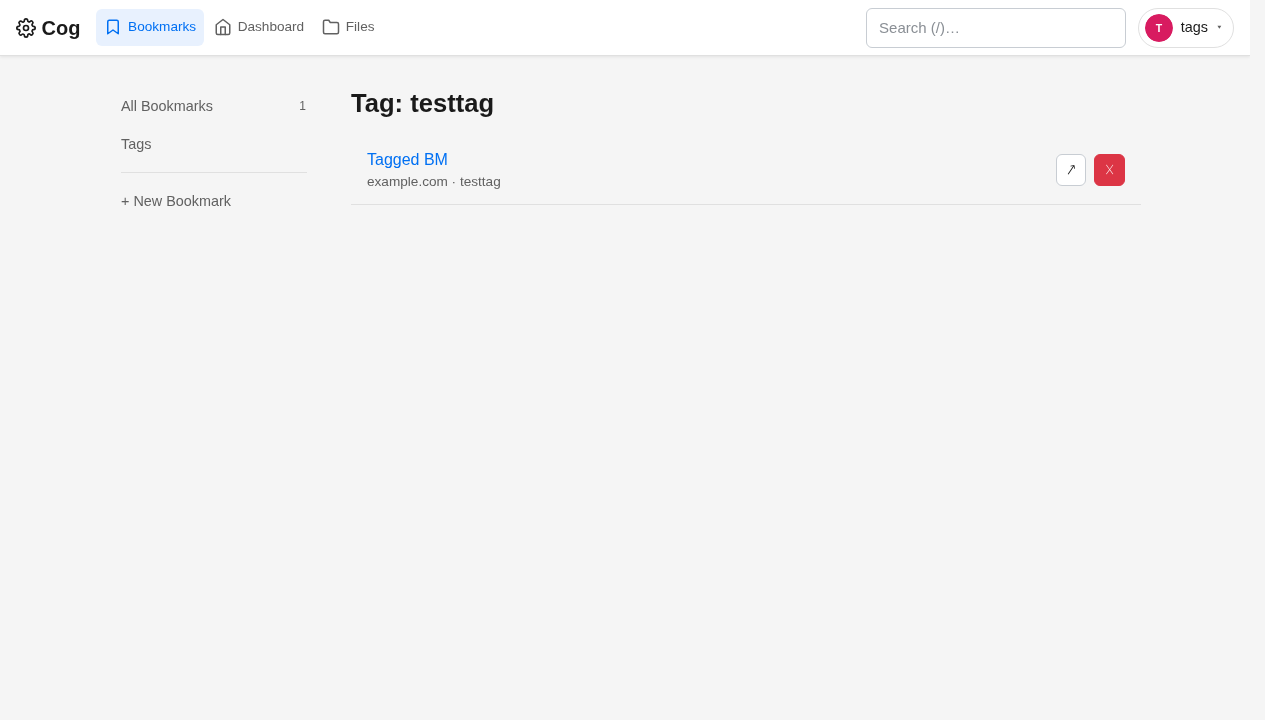 Cog
Bookmarks
Dashboard
Files
Search (/)…
T
tags
All Bookmarks 1
Tags
+ New Bookmark
Tag: testtag
Tagged BM
example.com · testtag